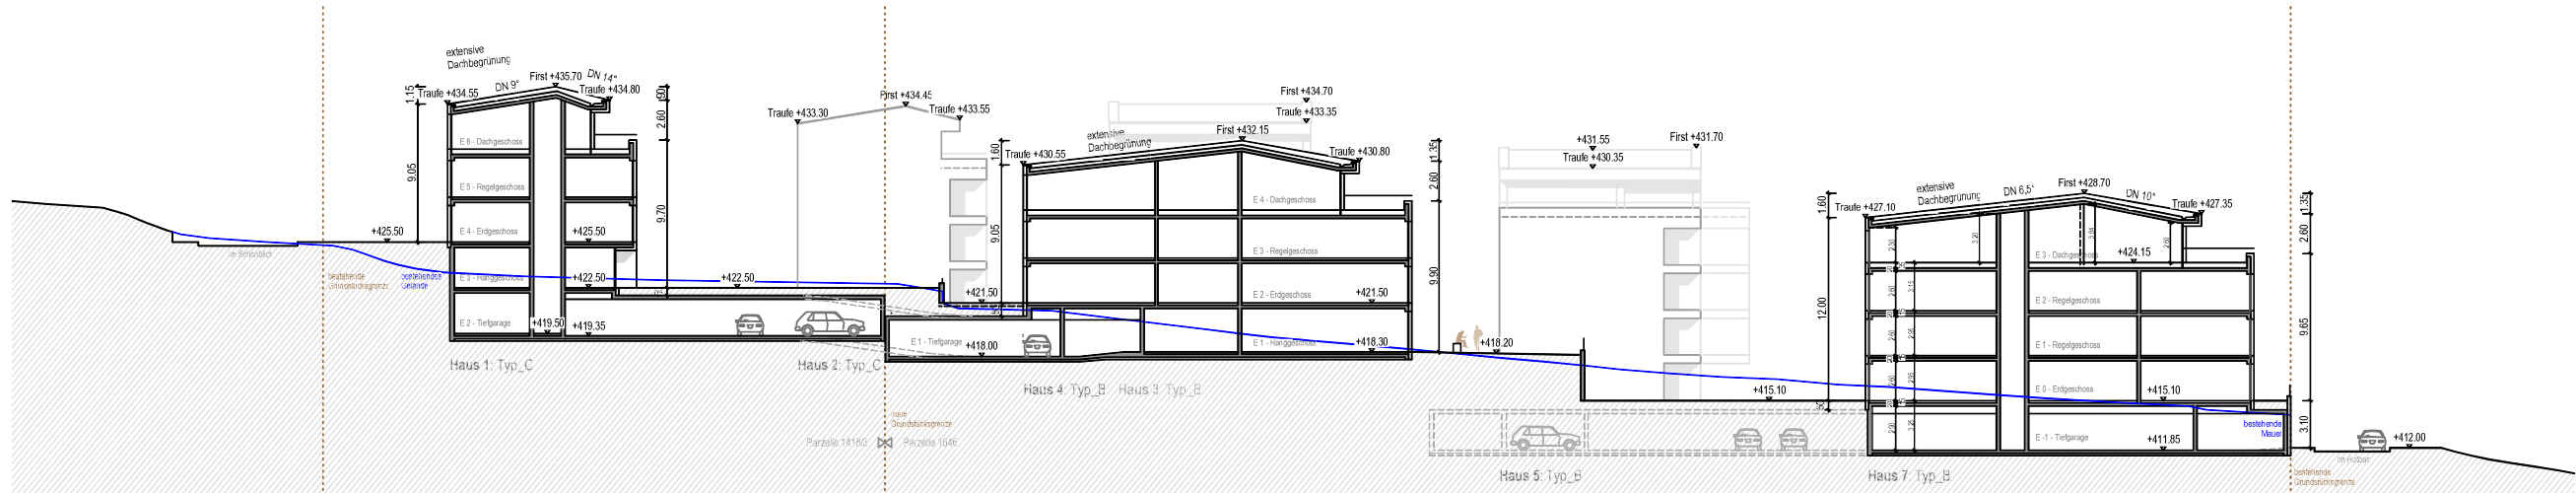 extensive
Dachbegrünung
DN 9°
First +435.70
DN 14°
Traufe +434.55
Traufe +434.80
1.15
90
2.60
9.05
9.70
E 6 - Dachgeschoss
E 5 - Regelgeschoss
E 4 - Erdgeschoss
E 3 - Hanggeschoss
E 2 - Tiefgarage
+425.50
+425.50
+422.50
+422.50
+419.50
+419.35
bestehende
Grundstücksgrenze
bestehendes
Gelände
Haus 1: Typ_C
Traufe +433.30
First +434.45
Traufe +433.55
Haus 2: Typ_C
First +434.70
Traufe +433.35
extensive
Dachbegrünung
First +432.15
Traufe +430.55
Traufe +430.80
1.60
9.05
1.35
2.60
9.90
E 4 - Dachgeschoss
E 3 - Regelgeschoss
E 2 - Erdgeschoss
E 1 - Hanggeschoss
E 1 - Tiefgarage
+421.50
+421.50
+418.00
+418.30
+418.20
Haus 4: Typ_B
Haus 3: Typ_B
Grundstücksgrenze
Parzelle 1418/3
Parzelle 1646
+431.55
Traufe +430.35
First +431.70
+415.10
Haus 5: Typ_B
extensive
Dachbegrünung
DN 6,5°
First +428.70
DN 10°
Traufe +427.10
Traufe +427.35
1.60
12.00
50
1.35
2.60
9.65
3.10
E 3 - Dachgeschoss
+424.15
E 2 - Regelgeschoss
E 1 - Regelgeschoss
E 0 - Erdgeschoss
+415.10
E -1 - Tiefgarage
+411.85
bestehende
Mauer
+412.00
bestehende
Grundstücksgrenze
Haus 7: Typ_B